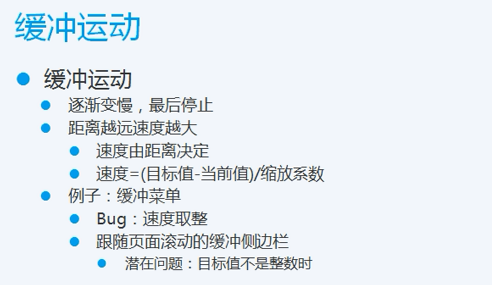 缓冲运动
缓冲运动
逐渐变慢，最后停止
距离越远速度越大
速度由距离决定
速度=(目标值-当前值)/缩放系数
例子：缓冲菜单
Bug：速度取整
跟随页面滚动的缓冲侧边栏
潜在问题：目标值不是整数时